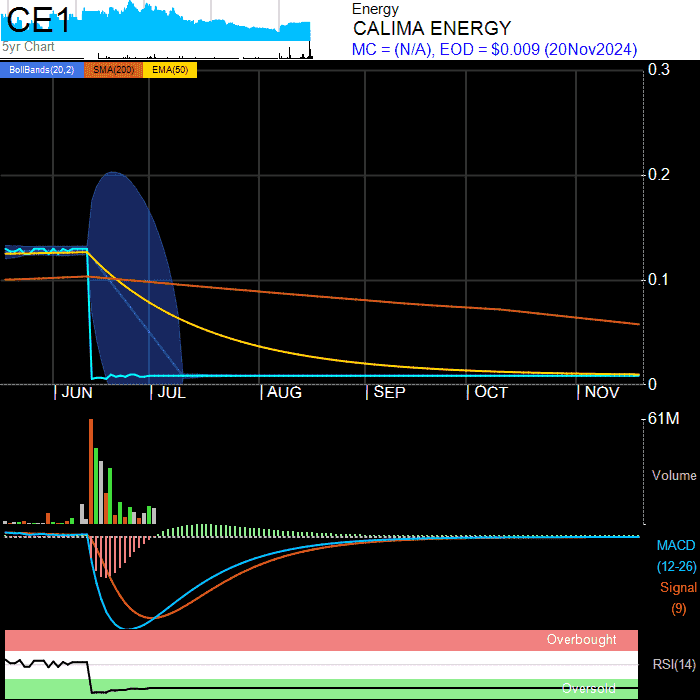 CE1
5yr Chart
Energy
CALIMA ENERGY
MC = (N/A), EOD = $0.009 (20Nov2024)
BollBands(20,2) SMA(200) EMA(50)
0.3
0.2
0.1
0
JUN JUL AUG SEP OCT NOV
61M
Volume
MACD
(12-26)
Signal
(9)
Overbought
RSI(14)
Oversold